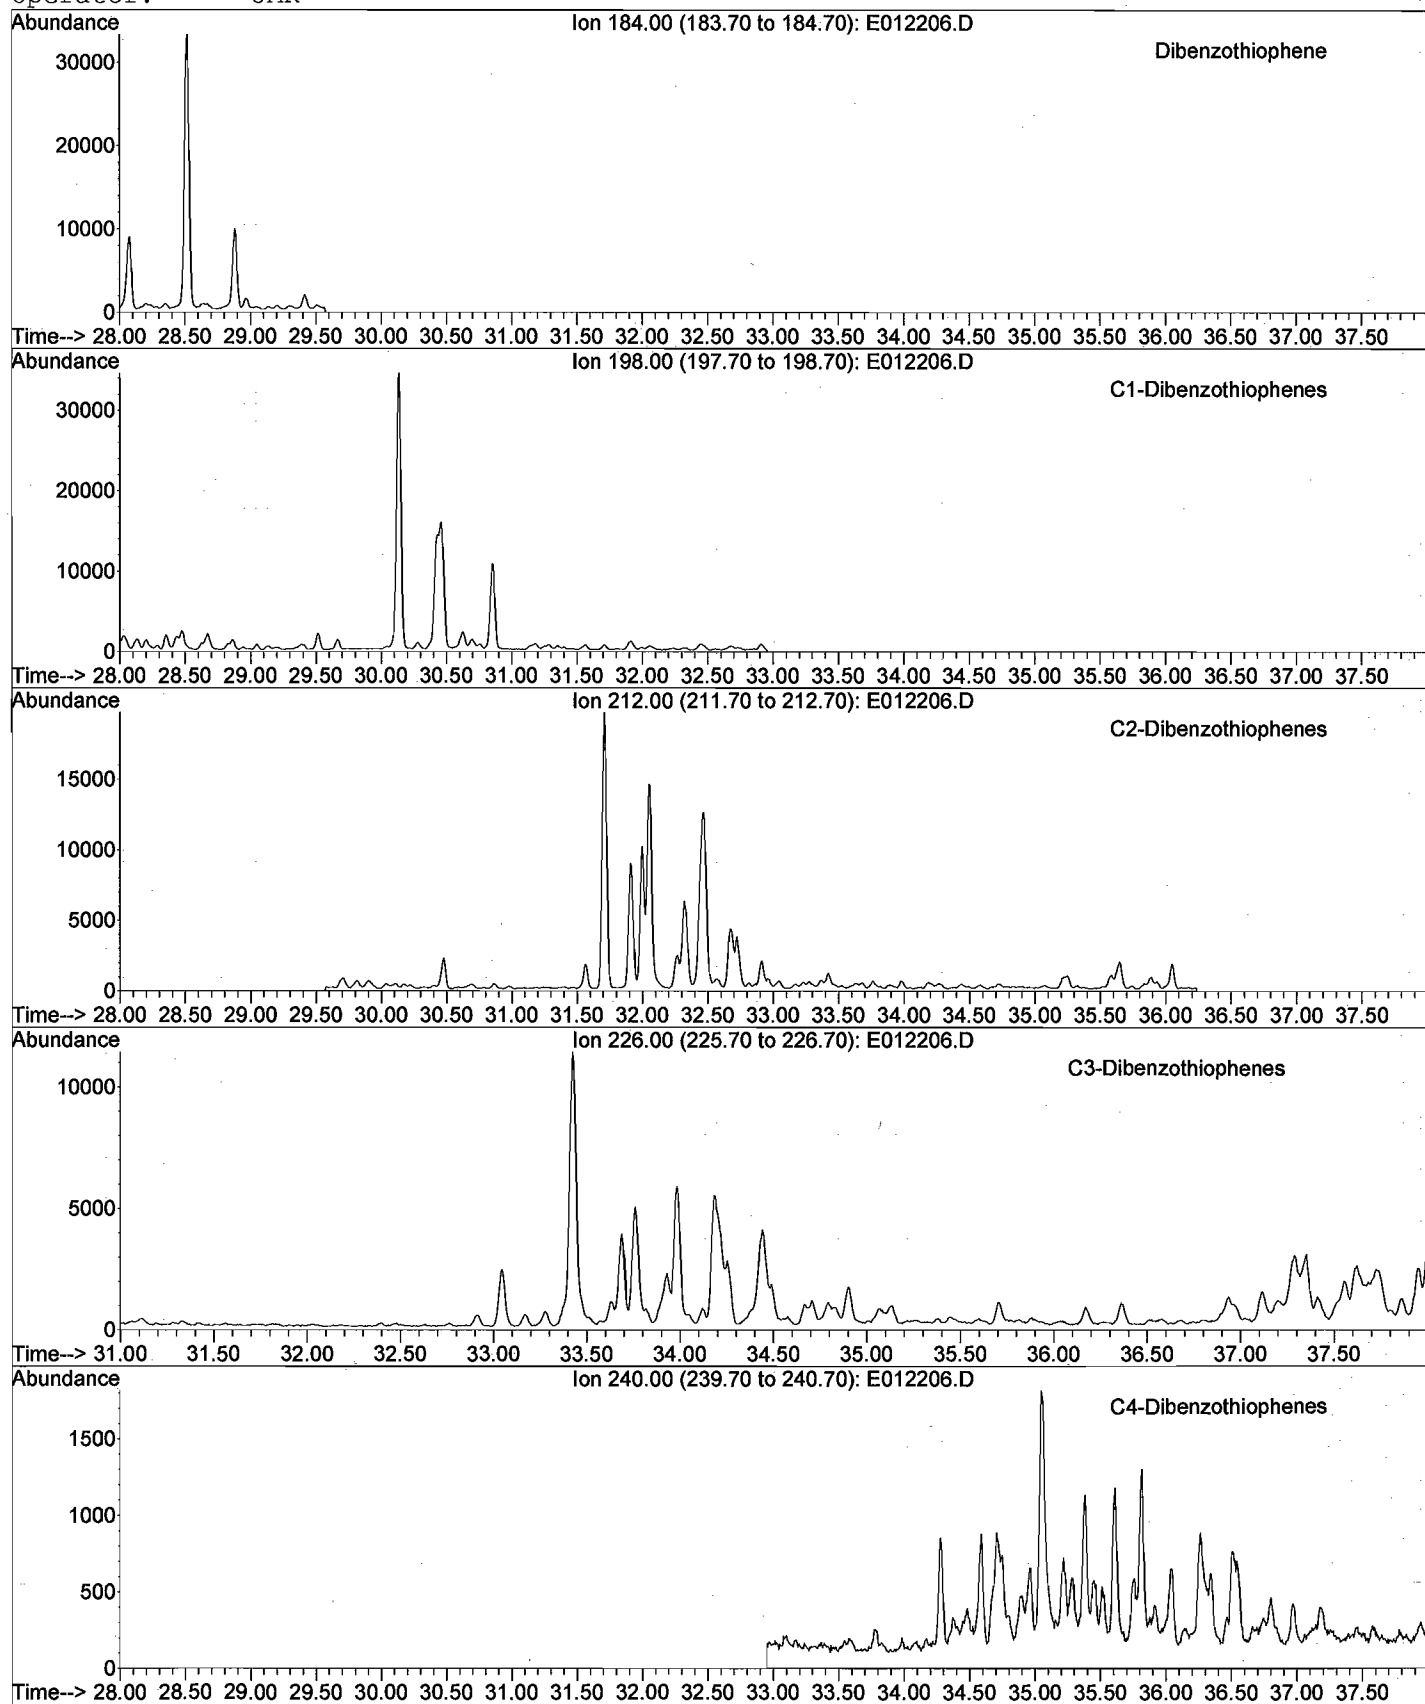 Abundance
Ion 184.00 (183.70 to 184.70): E012206.D
Dibenzothiophene
30000
20000
10000
0
Time--> 28.00 28.50 29.00 29.50 30.00 30.50 31.00 31.50 32.00 32.50 33.00 33.50 34.00 34.50 35.00 35.50 36.00 36.50 37.00 37.50
Abundance
Ion 198.00 (197.70 to 198.70): E012206.D
C1-Dibenzothiophenes
30000
20000
10000
0
Time--> 28.00 28.50 29.00 29.50 30.00 30.50 31.00 31.50 32.00 32.50 33.00 33.50 34.00 34.50 35.00 35.50 36.00 36.50 37.00 37.50
Abundance
Ion 212.00 (211.70 to 212.70): E012206.D
C2-Dibenzothiophenes
15000
10000
5000
0
Time--> 28.00 28.50 29.00 29.50 30.00 30.50 31.00 31.50 32.00 32.50 33.00 33.50 34.00 34.50 35.00 35.50 36.00 36.50 37.00 37.50
Abundance
Ion 226.00 (225.70 to 226.70): E012206.D
C3-Dibenzothiophenes
10000
5000
0
Time--> 31.00 31.50 32.00 32.50 33.00 33.50 34.00 34.50 35.00 35.50 36.00 36.50 37.00 37.50
Abundance
Ion 240.00 (239.70 to 240.70): E012206.D
C4-Dibenzothiophenes
1500
1000
500
0
Time--> 28.00 28.50 29.00 29.50 30.00 30.50 31.00 31.50 32.00 32.50 33.00 33.50 34.00 34.50 35.00 35.50 36.00 36.50 37.00 37.50